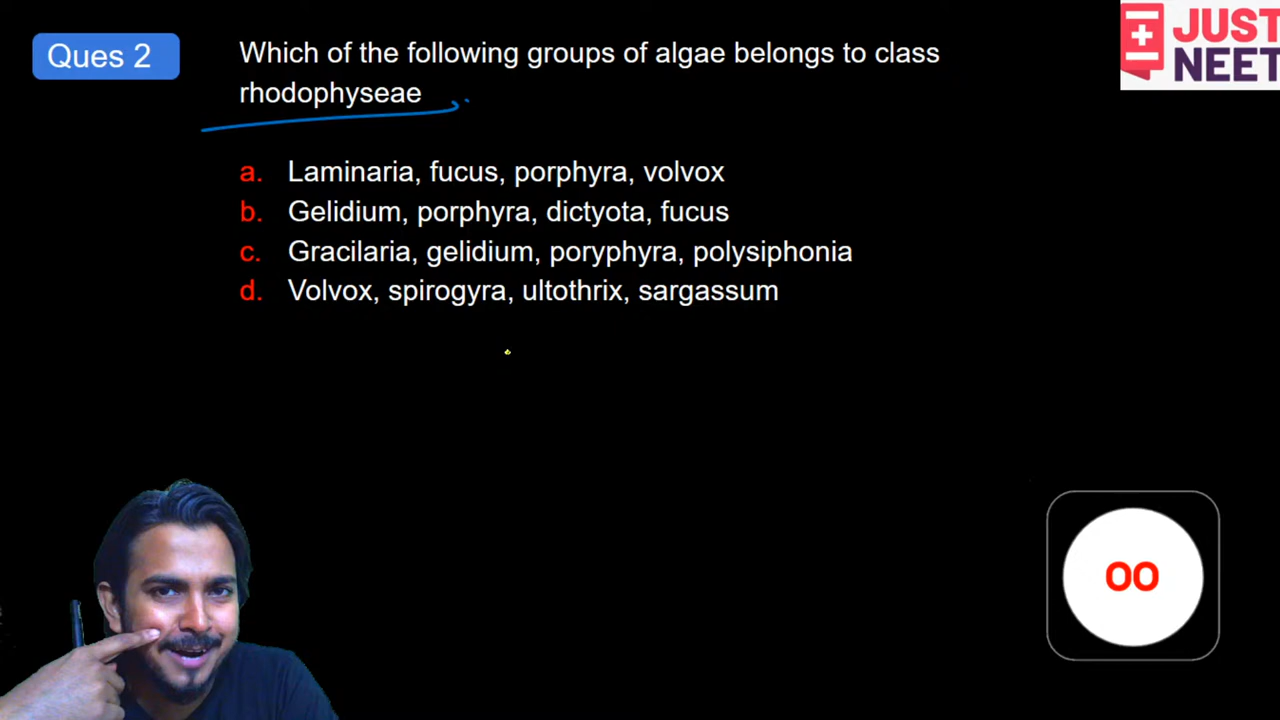 Ques 2
Which of the following groups of algae belongs to class
rhodophyseae
a. Laminaria, fucus, porphyra, volvox
b. Gelidium, porphyra, dictyota, fucus
c. Gracilaria, gelidium, poryphyra, polysiphonia
d. Volvox, spirogyra, ultothrix, sargassum
JUST
NEET
00